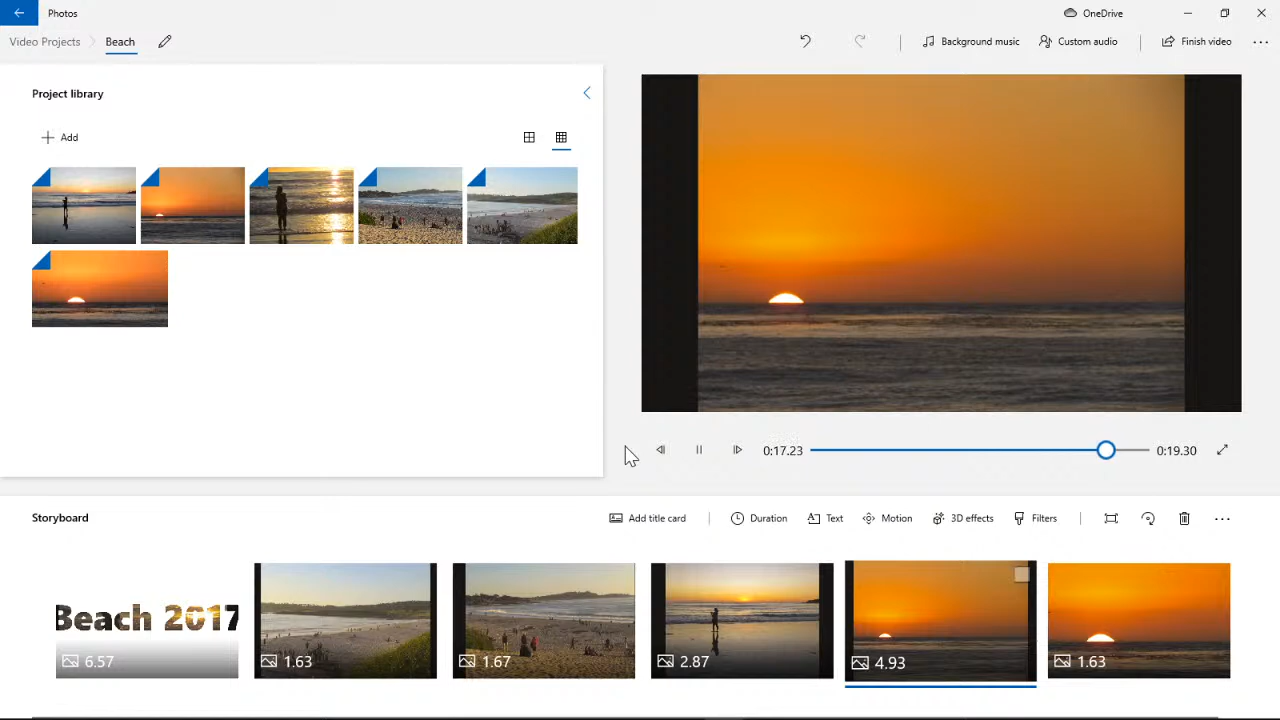 Photos
OneDrive
Video Projects
Beach
Background music
Custom audio
Finish video
Project library
Add
0:17.23
0:19.30
Storyboard
Add title card
Duration
Text
Motion
3D effects
Filters
Beach 2017
6.57
1.63
1.67
2.87
4.93
1.63